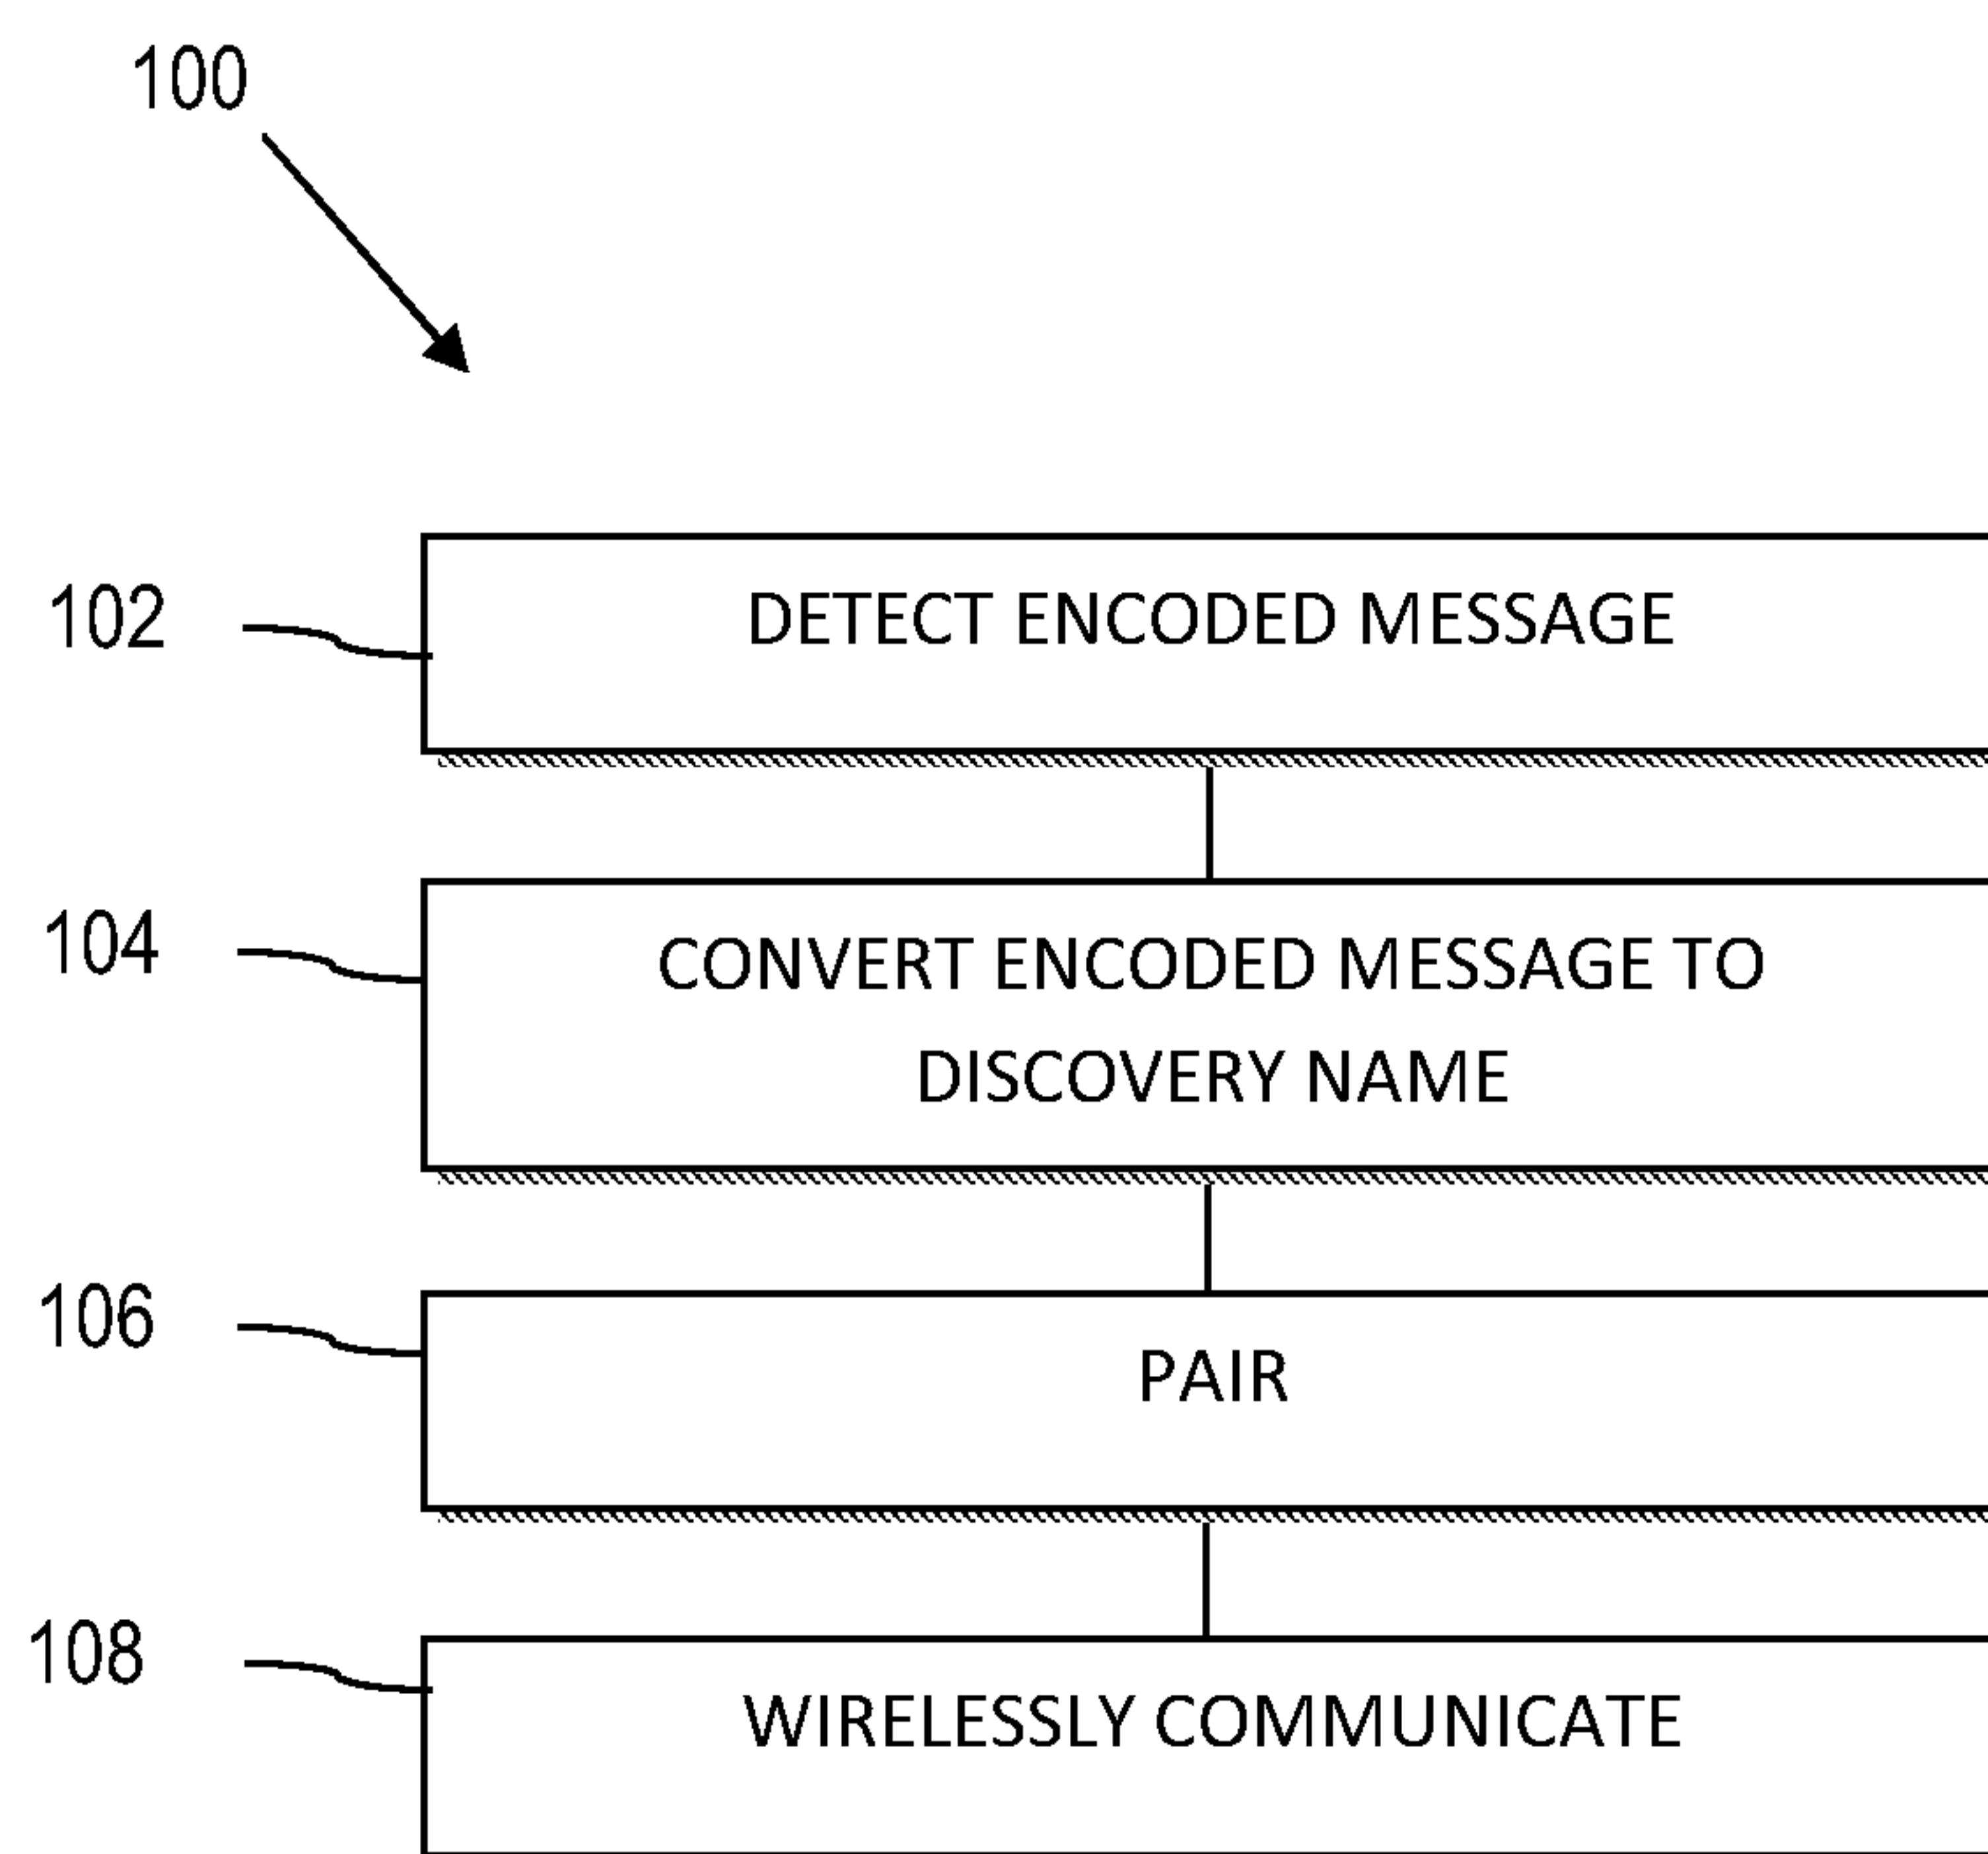 100
102
DETECT ENCODED MESSAGE
104
CONVERT ENCODED MESSAGE TO
DISCOVERY NAME
106
PAIR
108
WIRELESSLY COMMUNICATE